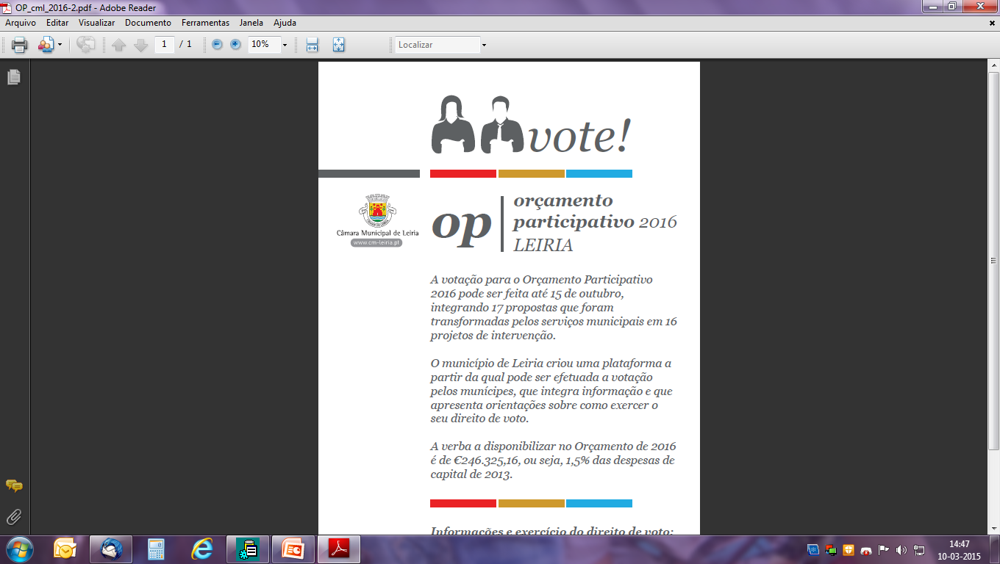 OP_cml_2016-2.pdf - Adobe Reader
Arquivo Editar Visualizar Documento Ferramentas Janela Ajuda
1 / 1 10% Localizar
vote!
op
orçamento
participativo 2016
LEIRIA
Câmara Municipal de Leiria
www.cm-leiria.pt
A votação para o Orçamento Participativo
2016 pode ser feita até 15 de outubro,
integrando 17 propostas que foram
transformadas pelos serviços municipais em 16
projetos de intervenção.
O município de Leiria criou uma plataforma a
partir da qual pode ser efetuada a votação
pelos munícipes, que integra informação e que
apresenta orientações sobre como exercer o
seu direito de voto.
A verba a disponibilizar no Orçamento de 2016
é de €246.325,16, ou seja, 1,5% das despesas de
capital de 2013.
Informações e exercício do direito de voto:
14:47
10-03-2015